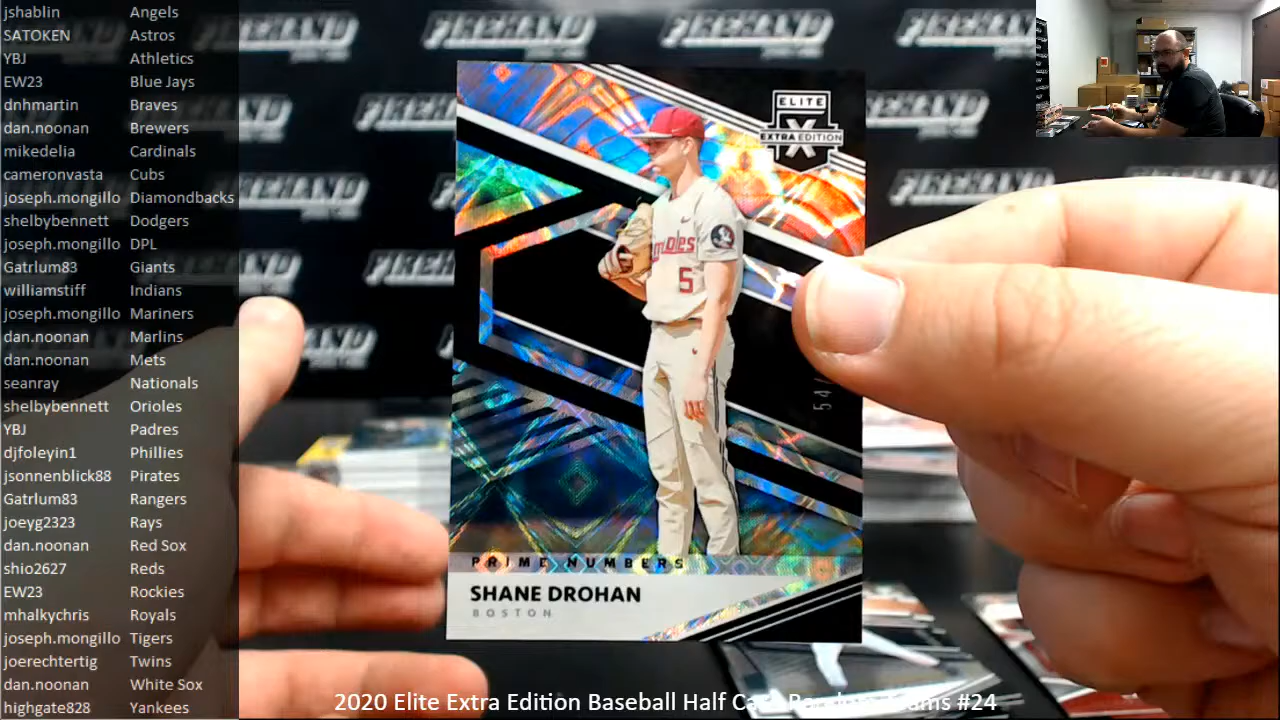 jshablin Angels
SATOKEN Astros
YBJ Athletics
EW23 Blue Jays
dnhmartin Braves
dan.noonan Brewers
mikedelia Cardinals
cameronvasta Cubs
joseph.mongillo Diamondbacks
shelbybennett Dodgers
joseph.mongillo DPL
Gatrlum83 Giants
williamstiff Indians
joseph.mongillo Mariners
dan.noonan Marlins
dan.noonan Mets
seanray Nationals
shelbybennett Orioles
YBJ Padres
djfoleyin1 Phillies
jsonnenblick88 Pirates
Gatrlum83 Rangers
joeyg2323 Rays
dan.noonan Red Sox
shio2627 Reds
EW23 Rockies
mhalkychris Royals
joseph.mongillo Tigers
joerechtertig Twins
dan.noonan White Sox
highgate828 Yankees
FIREHAND
ELITE
EXTRA EDITION
X
5
54/
PRIME NUMBERS
SHANE DROHAN
BOSTON
2020 Elite Extra Edition Baseball Half #24